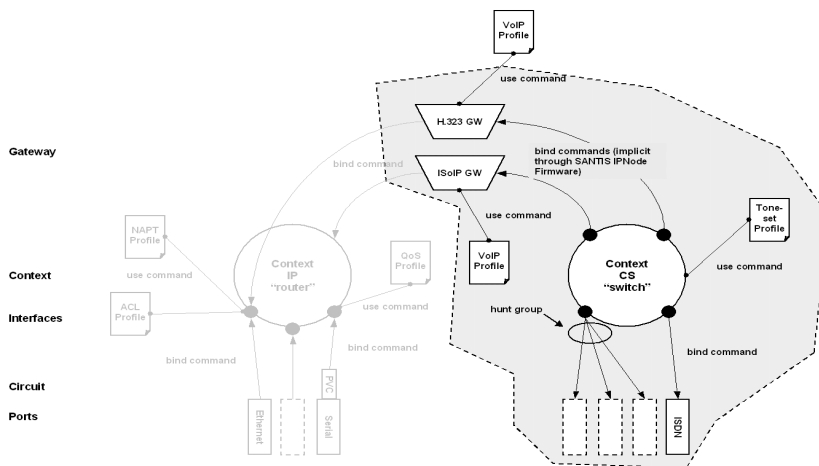 VoIP
Profile
use command
H.323 GW
Gateway
bind commands (implicit
through SANTIS IPNode
Firmware)
bind command
ISoIP GW
use command
NAPT
Profile
Tone-
set
Profile
QoS
Profile
VoIP
Profile
Context
IP
"router"
Context
CS
"switch"
Context
use command
use command
ACL
Profile
use command
Interfaces
hunt group
bind command
bind command
bind command
Circuit
PVC
Ports
Ethernet
Serial
ISDN